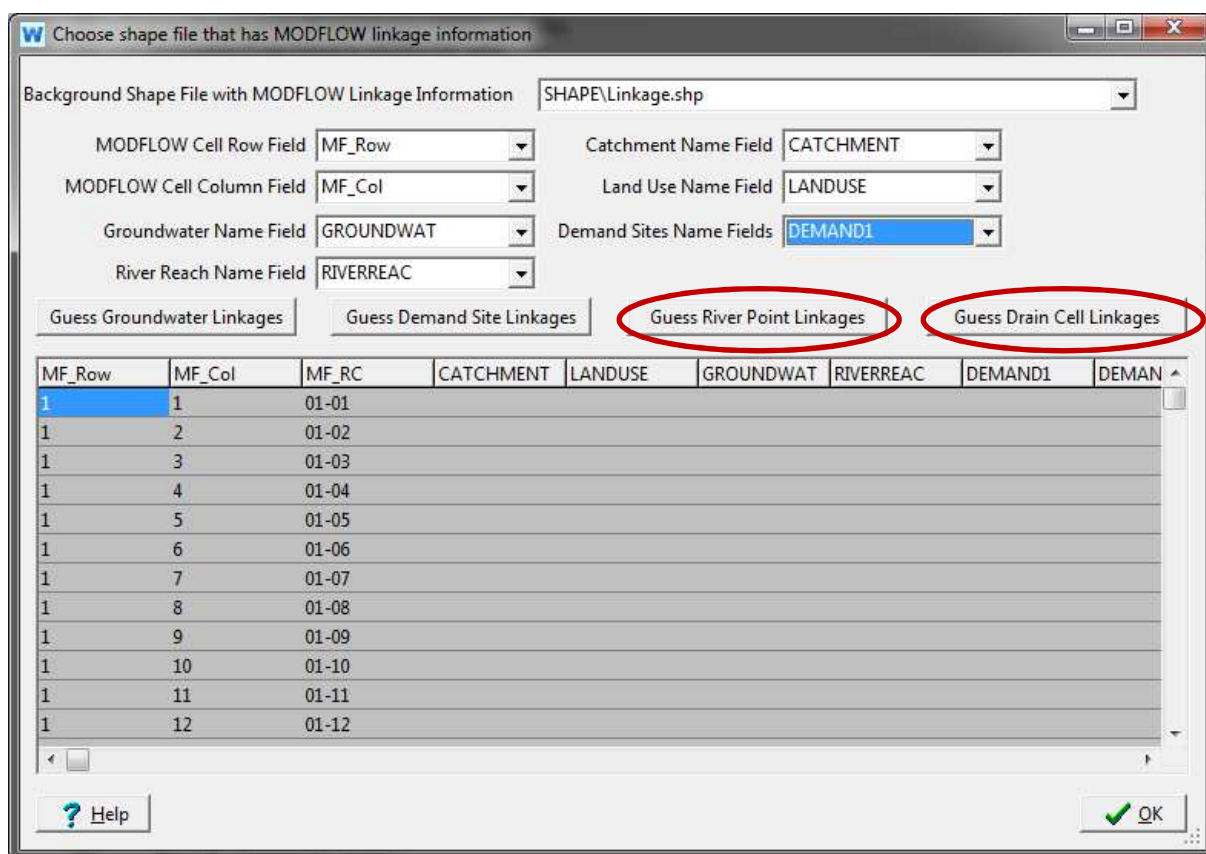 W Choose shape file that has MODFLOW linkage information
Background Shape File with MODFLOW Linkage Information SHAPE\Linkage.shp
MODFLOW Cell Row Field MF_Row Catchment Name Field CATCHMENT
MODFLOW Cell Column Field MF_Col Land Use Name Field LANDUSE
Groundwater Name Field GROUNDWAT Demand Sites Name Fields DEMAND1
River Reach Name Field RIVERREAC
Guess Groundwater Linkages Guess Demand Site Linkages Guess River Point Linkages Guess Drain Cell Linkages
MF_Row MF_Col MF_RC CATCHMENT LANDUSE GROUNDWAT RIVERREAC DEMAND1 DEMAN
1 1 01-01
1 2 01-02
1 3 01-03
1 4 01-04
1 5 01-05
1 6 01-06
1 7 01-07
1 8 01-08
1 9 01-09
1 10 01-10
1 11 01-11
1 12 01-12
? Help OK